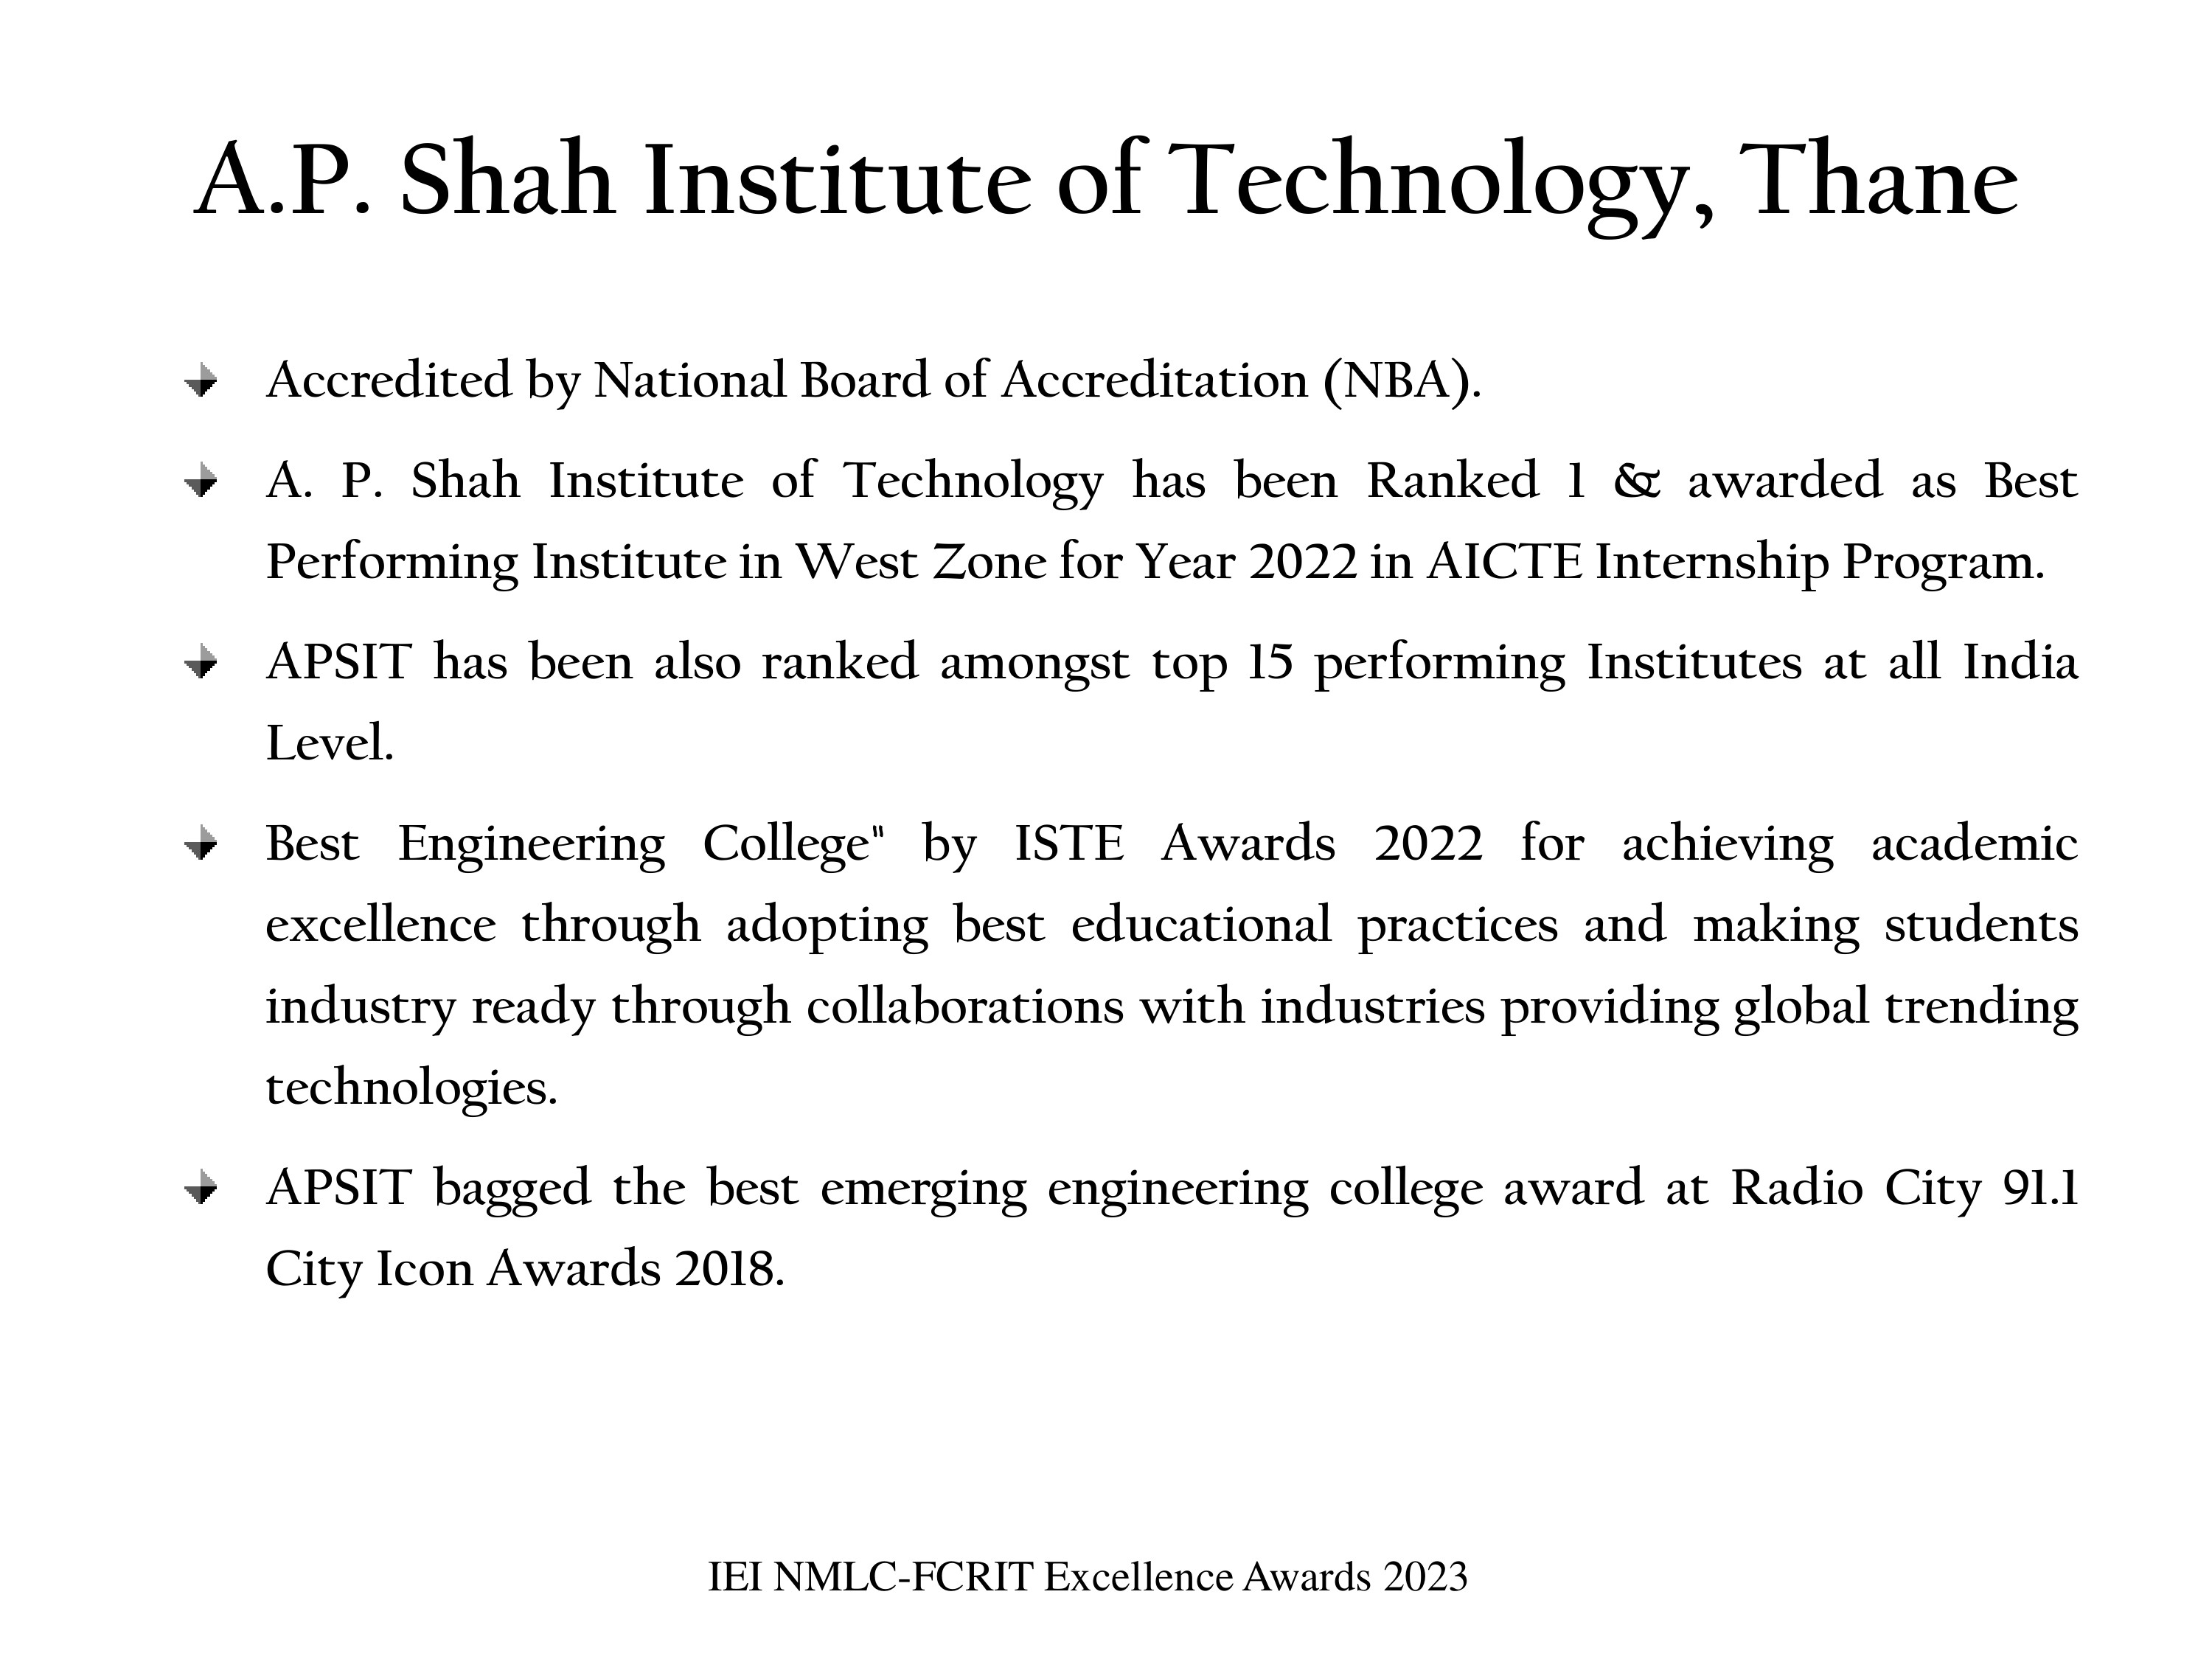 A.P. Shah Institute of Technology, Thane
Accredited by National Board of Accreditation (NBA).
A. P. Shah Institute of Technology has been Ranked 1 & awarded as Best
Performing Institute in West Zone for Year 2022 in AICTE Internship Program.
APSIT has been also ranked amongst top 15 performing Institutes at all India
Level.
Best Engineering College" by ISTE Awards 2022 for achieving academic
excellence through adopting best educational practices and making students
industry ready through collaborations with industries providing global trending
technologies.
APSIT bagged the best emerging engineering college award at Radio City 91.1
City Icon Awards 2018.
IEI NMLC-FCRIT Excellence Awards 2023